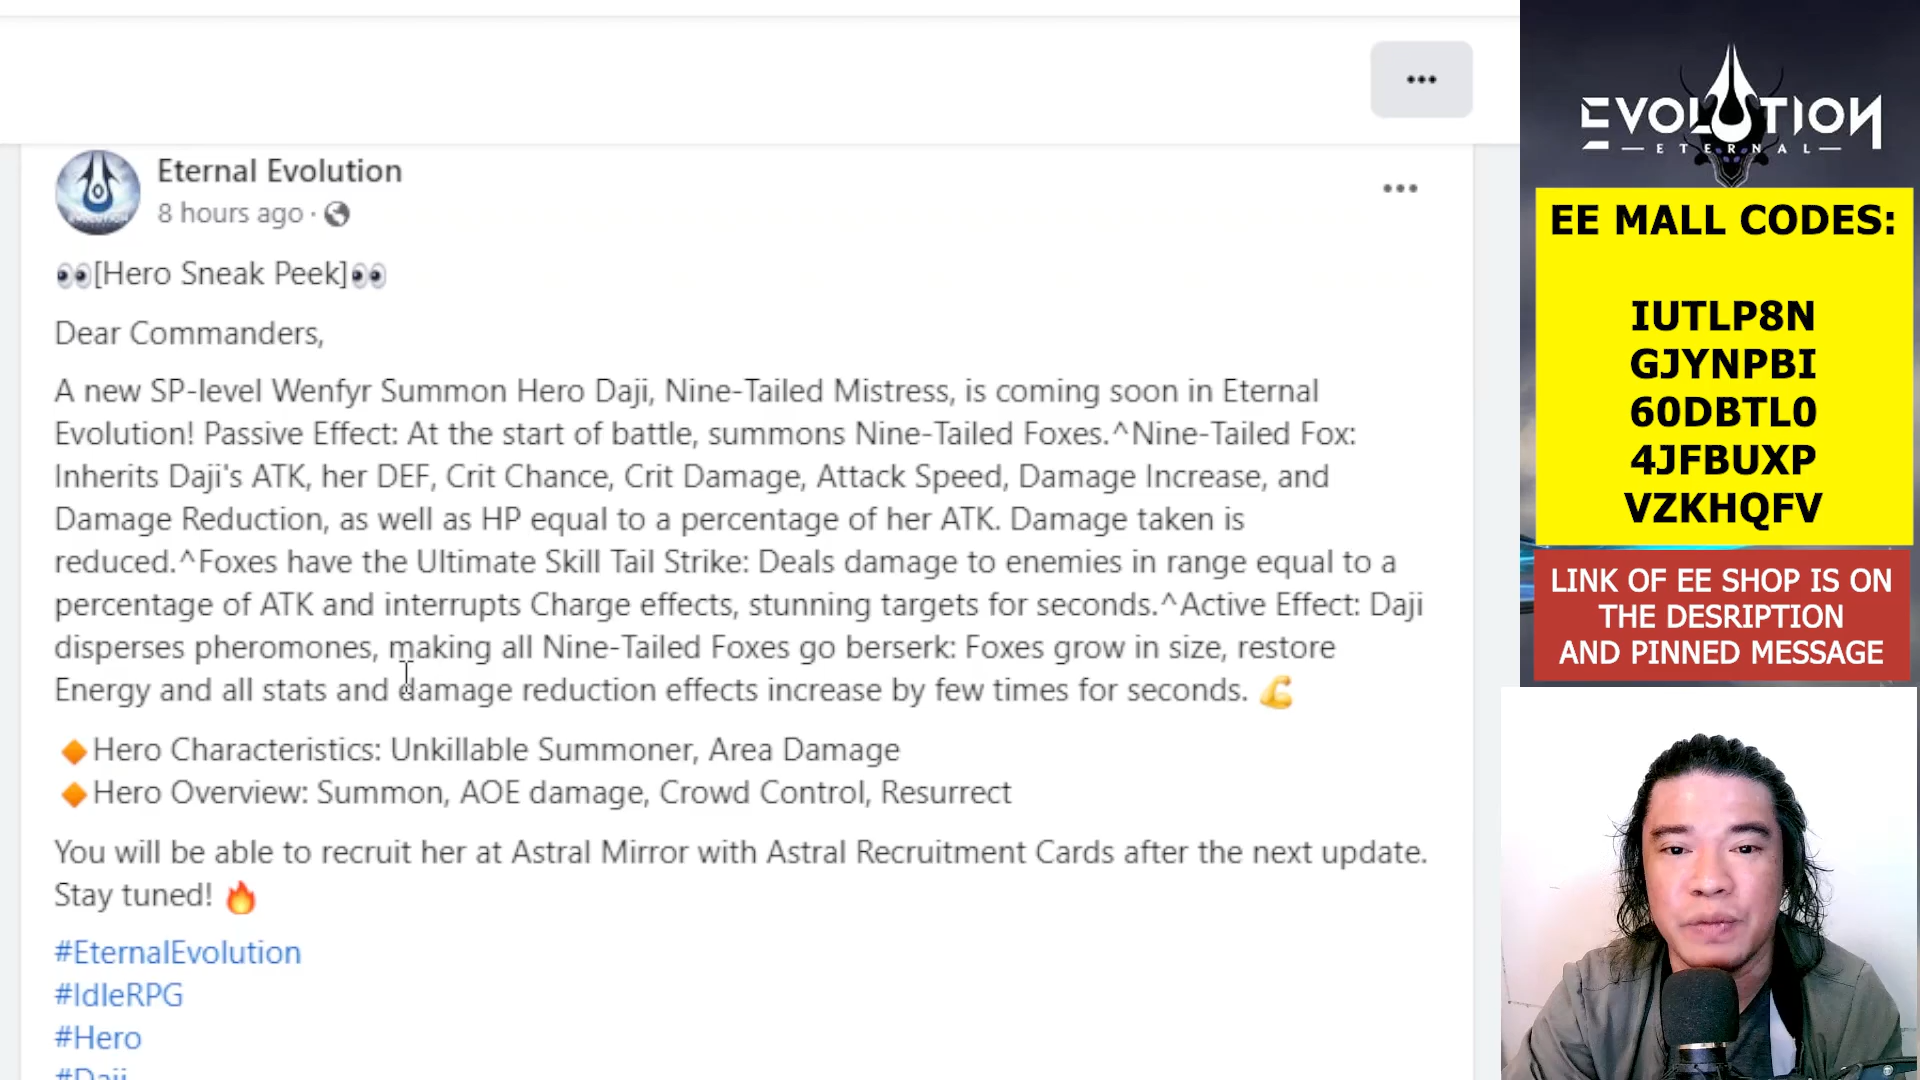 Eternal Evolution
8 hours ago ·
👀[Hero Sneak Peek]👀
Dear Commanders,
A new SP-level Wenfyr Summon Hero Daji, Nine-Tailed Mistress, is coming soon in Eternal
Evolution! Passive Effect: At the start of battle, summons Nine-Tailed Foxes.^Nine-Tailed Fox:
Inherits Daji's ATK, her DEF, Crit Chance, Crit Damage, Attack Speed, Damage Increase, and
Damage Reduction, as well as HP equal to a percentage of her ATK. Damage taken is
reduced.^Foxes have the Ultimate Skill Tail Strike: Deals damage to enemies in range equal to a
percentage of ATK and interrupts Charge effects, stunning targets for seconds.^Active Effect: Daji
disperses pheromones, making all Nine-Tailed Foxes go berserk: Foxes grow in size, restore
Energy and all stats and damage reduction effects increase by few times for seconds. 💪
🔸Hero Characteristics: Unkillable Summoner, Area Damage
🔸Hero Overview: Summon, AOE damage, Crowd Control, Resurrect
You will be able to recruit her at Astral Mirror with Astral Recruitment Cards after the next update.
Stay tuned! 🔥
#EternalEvolution
#IdleRPG
#Hero
#Daji
EVOLUTION
ETERNAL
EE MALL CODES:
IUTLP8N
GJYNPBI
60DBTL0
4JFBUXP
VZKHQFV
LINK OF EE SHOP IS ON
THE DESRIPTION
AND PINNED MESSAGE